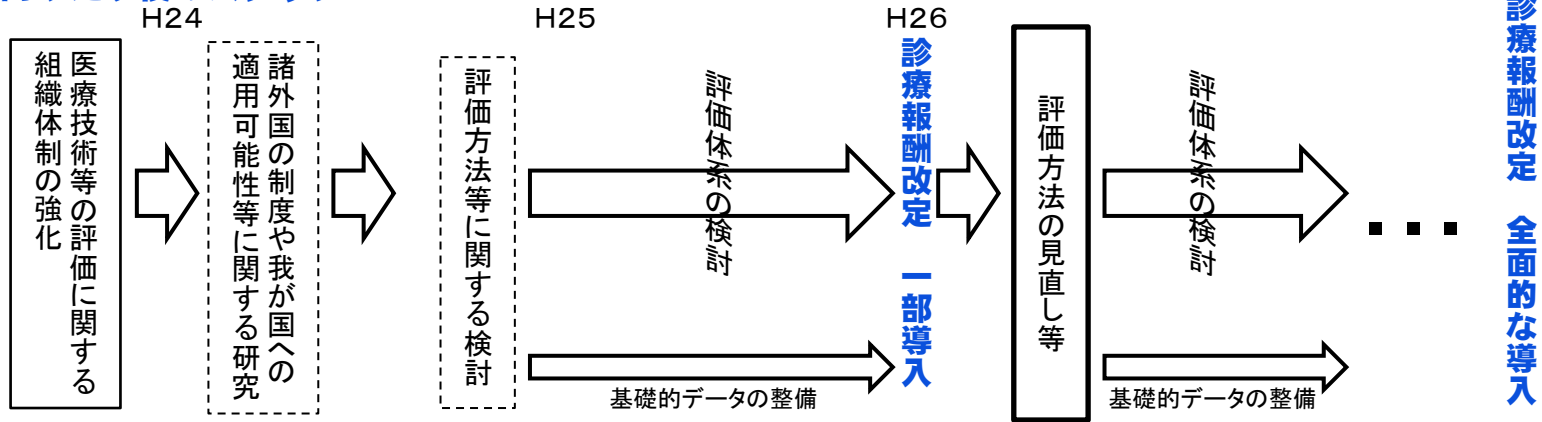 H24
H25
H26
医療技術等の評価に関する
組織体制の強化
諸外国の制度や我が国への
適用可能性等に関する研究
評価方法等に関する検討
評価体系の検討
基礎的データの整備
診療報酬改定　一部導入
評価方法の見直し等
評価体系の検討
基礎的データの整備
診療報酬改定　全面的な導入